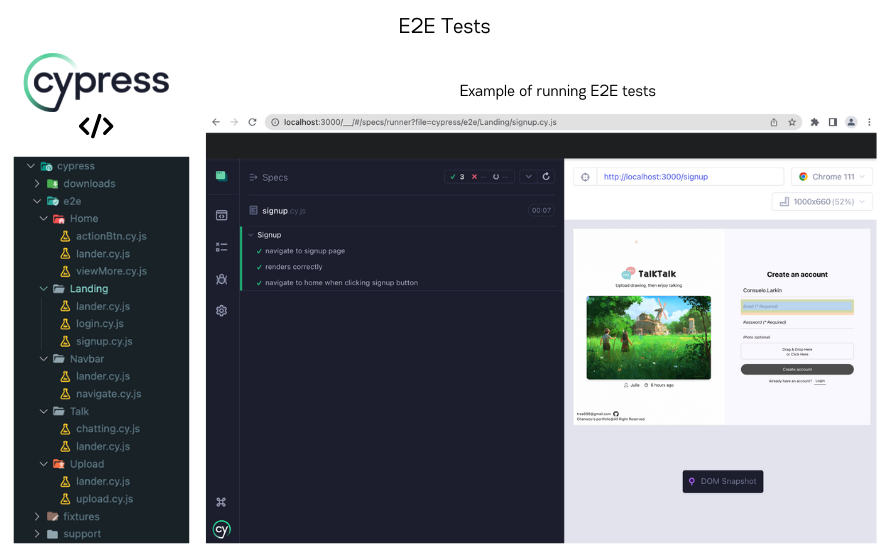 E2E Tests
cypress
</>
Example of running E2E tests
localhost:3000/__/#/specs/runner?file=cypress/e2e/Landing/signup.cy.js
cypress
downloads
e2e
Home
actionBtn.cy.js
lander.cy.js
viewMore.cy.js
Landing
lander.cy.js
login.cy.js
signup.cy.js
Navbar
lander.cy.js
navigate.cy.js
Talk
chatting.cy.js
lander.cy.js
Upload
lander.cy.js
upload.cy.js
fixtures
support
Specs
3 -- --
signup.cy.js 00:07
Signup
navigate to signup page
renders correctly
navigate to home when clicking signup button
cy
http://localhost:3000/signup
Chrome 111
1000x660 (52%)
TalKTalk
Upload drawing, then enjoy talking
Julie 8 hours ago
@gmail.com
All Right Reserved
Create an account
Consuelo.Larkin
Email (* Required)
Password (* Required)
Photo (optional)
Drag & Drop Here
or Click Here
Create account
Already have an account? Login
DOM Snapshot